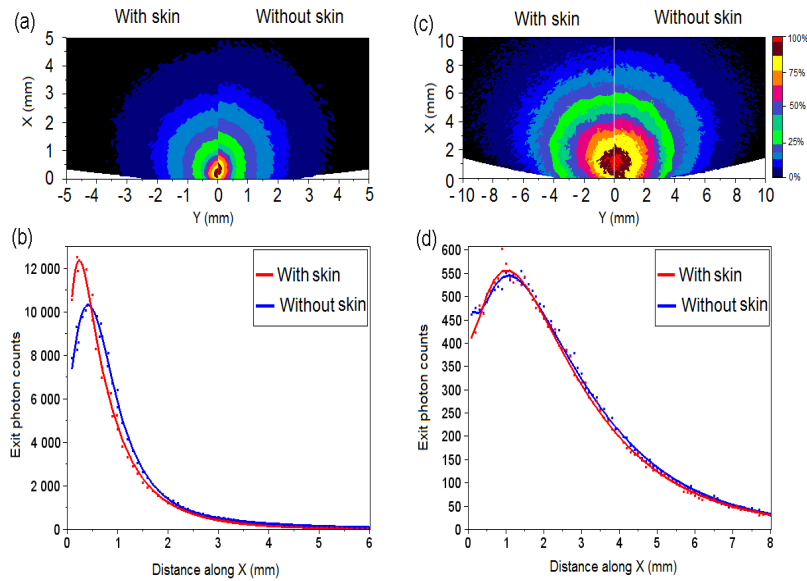 (a)
With skin
Without skin
X (mm)
5
4
3
2
1
0
-5 -4 -3 -2 -1 0 1 2 3 4 5
Y (mm)
(c)
With skin
Without skin
X (mm)
10
8
6
4
2
0
-10 -8 -6 -4 -2 0 2 4 6 8 10
Y (mm)
100%
75%
50%
25%
0%
(b)
Exit photon counts
12 000
10 000
8 000
6 000
4 000
2 000
0
0 1 2 3 4 5 6
Distance along X (mm)
With skin
Without skin
(d)
Exit photon counts
600
550
500
450
400
350
300
250
200
150
100
50
0
0 1 2 3 4 5 6 7 8
Distance along X (mm)
With skin
Without skin